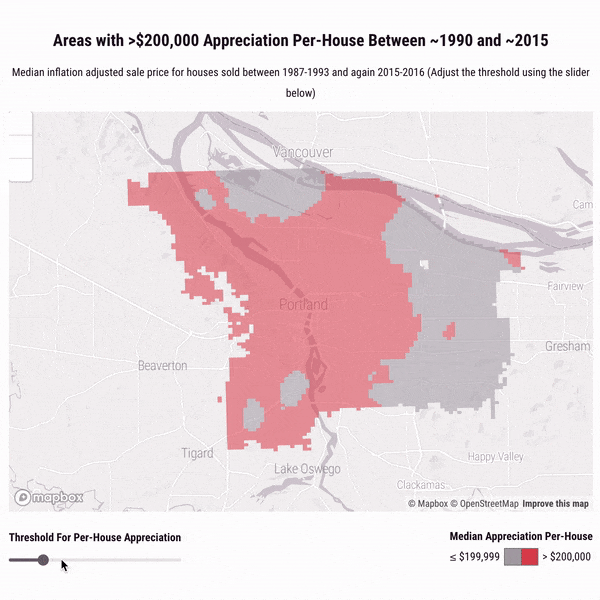 Areas with >$200,000 Appreciation Per-House Between ~1990 and ~2015
Median inflation adjusted sale price for houses sold between 1987-1993 and again 2015-2016 (Adjust the threshold using the slider
below)
Vancouver
Cam
Fairview
Portland
Gresham
Beaverton
Tigard
Happy Valley
Lake Oswego
Clackamas
mapbox
© Mapbox © OpenStreetMap Improve this map
Threshold For Per-House Appreciation
Median Appreciation Per-House
≤ $199,999
> $200,000